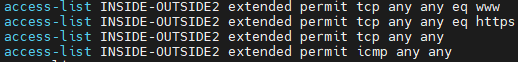 access-list INSIDE-OUTSIDE2 extended permit tcp any any eq www
access-list INSIDE-OUTSIDE2 extended permit tcp any any eq https
access-list INSIDE-OUTSIDE2 extended permit tcp any any
access-list INSIDE-OUTSIDE2 extended permit icmp any any